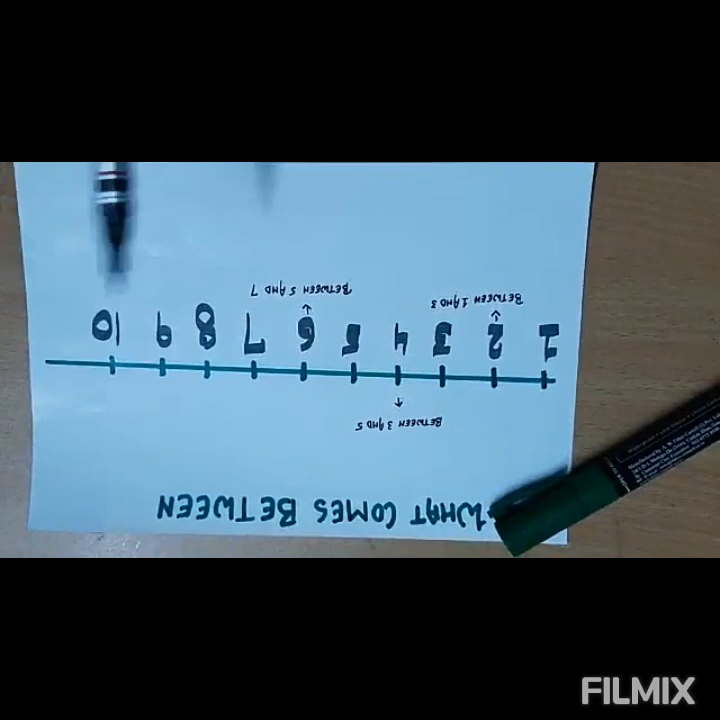 WHAT COMES BETWEEN
BETWEEN 3 AND 5
1 2 3 4 5 6 7 8 9 10
BETWEEN 1 AND 3
BETWEEN 5 AND 7
FILMIX